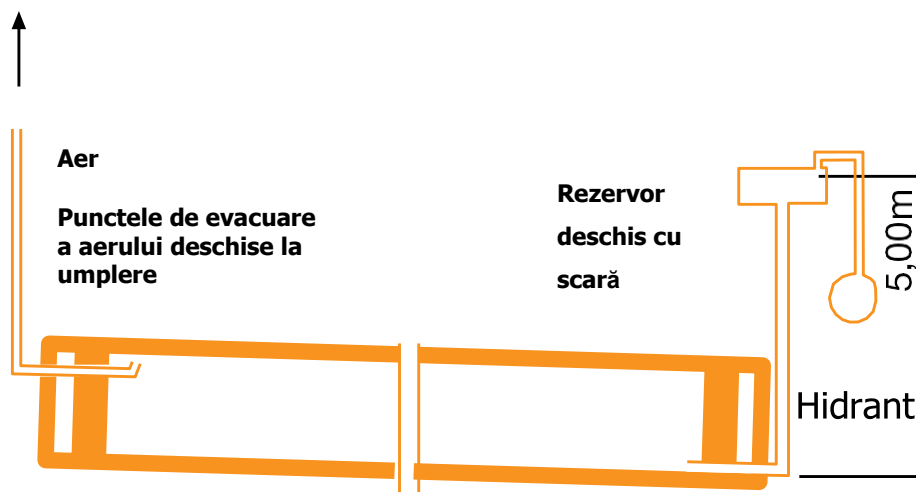 Aer
Punctele de evacuare
a aerului deschise la
umplere
Rezervor
deschis cu
scară
5,00m
Hidrant